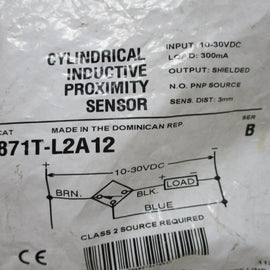 CYLINDRICAL
INDUCTIVE
PROXIMITY
SENSOR
INPUT: 10-30VDC
LOAD: 300mA
OUTPUT: SHIELDED
N.O. PNP SOURCE
SENS. DIST: 3mm
CAT
MADE IN THE DOMINICAN REP.
SER
871T-L2A12
B
10-30VDC
BRN.
BLK.
LOAD
BLUE
CLASS 2 SOURCE REQUIRED